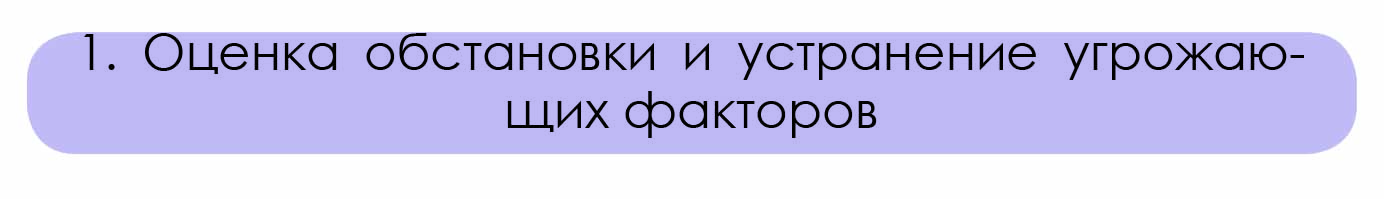 1. Оценка обстановки и устранение угрожаю-
щих факторов